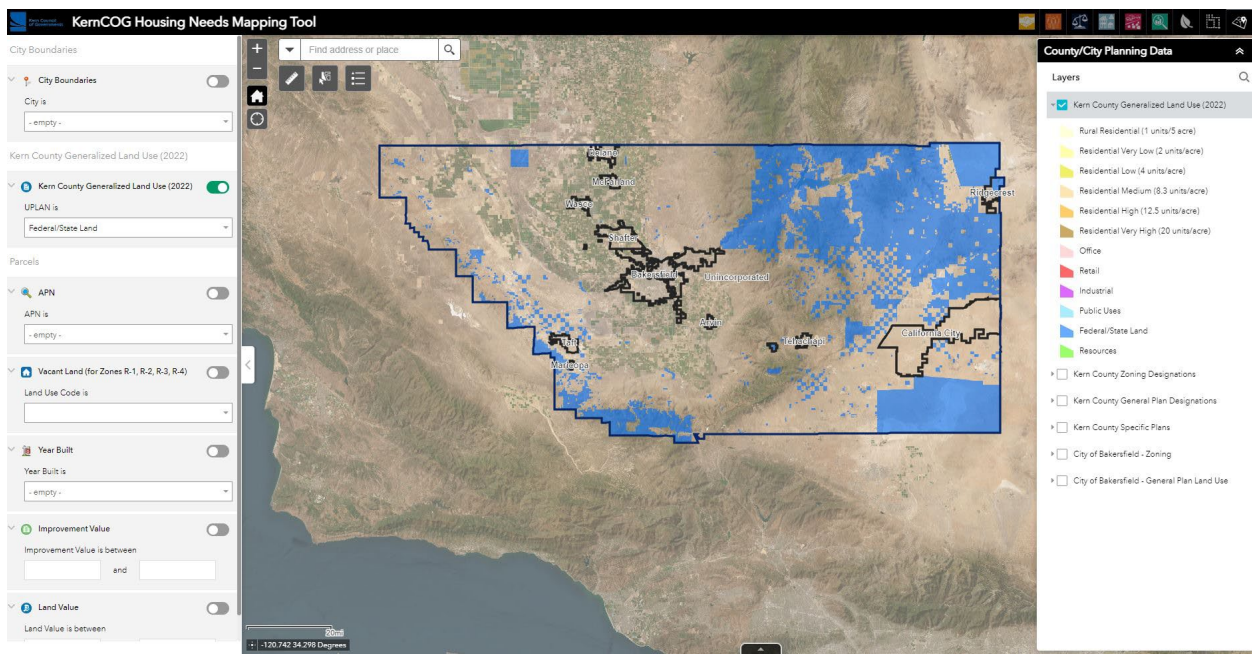 Kern Council
of Governments
KernCOG Housing Needs Mapping Tool
City Boundaries
City Boundaries
City is
- empty -
Kern County Generalized Land Use (2022)
Kern County Generalized Land Use (2022)
UPLAN is
Federal/State Land
Parcels
APN
APN is
- empty -
Vacant Land (for Zones R-1, R-2, R-3, R-4)
Land Use Code is
Year Built
Year Built is
- empty -
Improvement Value
Improvement Value is between
and
Land Value
Land Value is between
+
−
Find address or place
Delano
McFarland
Wasco
Shafter
Bakersfield
Unincorporated
Arvin
Taft
Maricopa
Tehachapi
California City
Ridgecrest
20mi
-120.742 34.298 Degrees
County/City Planning Data
Layers
Kern County Generalized Land Use (2022)
Rural Residential (1 units/5 acre)
Residential Very Low (2 units/acre)
Residential Low (4 units/acre)
Residential Medium (8.3 units/acre)
Residential High (12.5 units/acre)
Residential Very High (20 units/acre)
Office
Retail
Industrial
Public Uses
Federal/State Land
Resources
Kern County Zoning Designations
Kern County General Plan Designations
Kern County Specific Plans
City of Bakersfield - Zoning
City of Bakersfield - General Plan Land Use